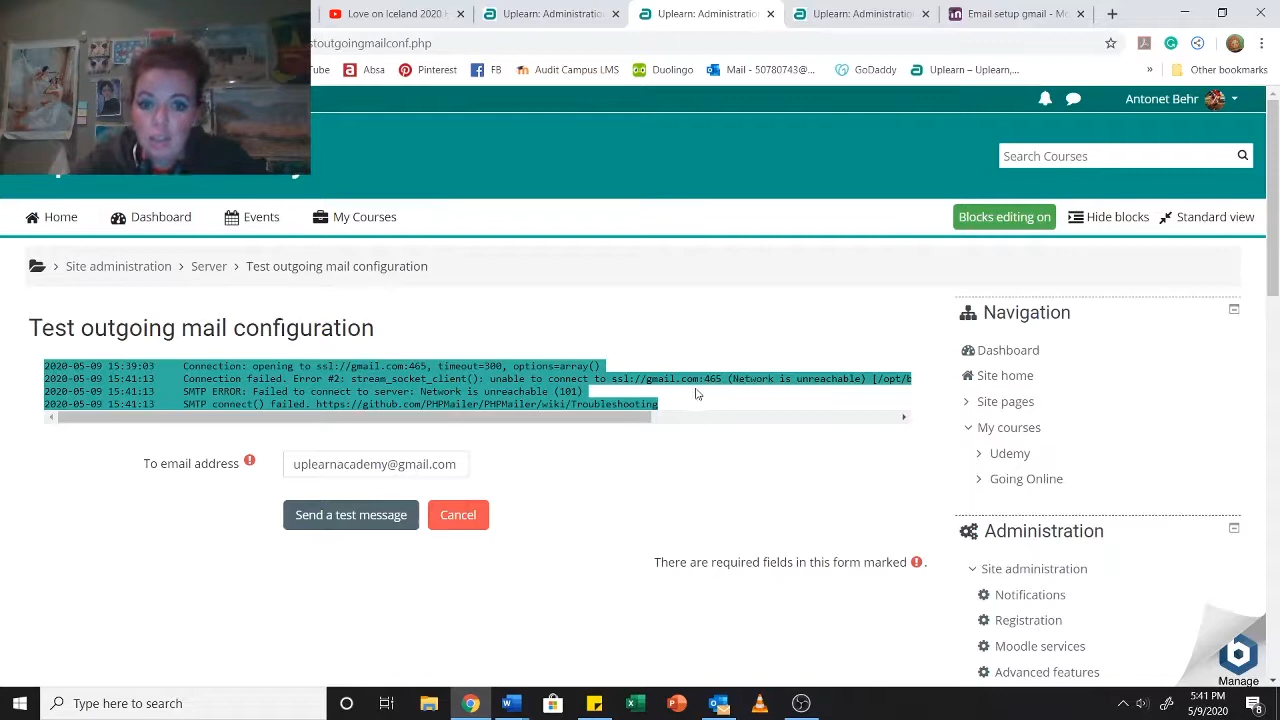 Love on Iceland 2020
Uplearn: Administration
Uplearn: Administration
Uplearn: Administration
Email setup gmail - M
stoutgoingmailconf.php
Tube
Absa
Pinterest
FB
Audit Campus LMS
Duolingo
Mail - 50780743@...
GoDaddy
Uplearn – Uplearn,...
»
Other bookmarks
Antonet Behr
Search Courses
Home
Dashboard
Events
My Courses
Blocks editing on
Hide blocks
Standard view
Site administration > Server > Test outgoing mail configuration
Test outgoing mail configuration
2020-05-09 15:39:03 Connection: opening to ssl://gmail.com:465, timeout=300, options=array()
2020-05-09 15:41:13 Connection failed. Error #2: stream_socket_client(): unable to connect to ssl://gmail.com:465 (Network is unreachable) [/opt/b
2020-05-09 15:41:13 SMTP ERROR: Failed to connect to server: Network is unreachable (101)
2020-05-09 15:41:13 SMTP connect() failed. https://github.com/PHPMailer/PHPMailer/wiki/Troubleshooting
To email address
uplearnacademy@gmail.com
Send a test message
Cancel
There are required fields in this form marked
.
Navigation
Dashboard
Site home
Site pages
My courses
Udemy
Going Online
Administration
Site administration
Notifications
Registration
Moodle services
Advanced features
Manage
Type here to search
5:41 PM
5/9/2020
8